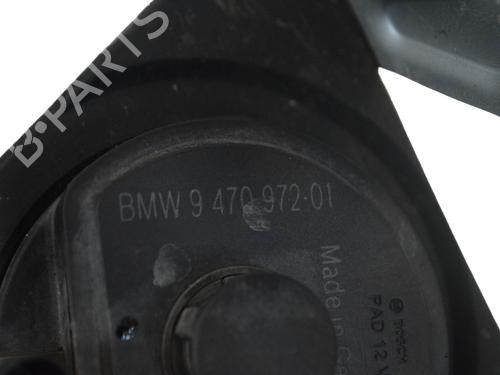 B-PARTS
BMW 9 470 972·01
Made in
BOSCH
PAD 12